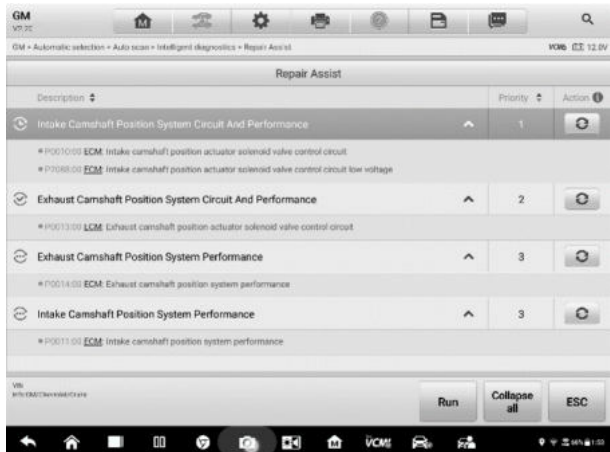 GM
GM > Automatic selection > Auto scan > Intelligent diagnostics > Repair Assist
12.0V
Repair Assist
Description Priority Action
Intake Camshaft Position System Circuit And Performance 1
P0010:00 ECM: Intake camshaft position actuator solenoid valve control circuit
P2088:00 ECM: Intake camshaft position actuator solenoid valve control circuit low voltage
Exhaust Camshaft Position System Circuit And Performance 2
P0013:00 ECM: Exhaust camshaft position actuator solenoid valve control circuit
Exhaust Camshaft Position System Performance 3
P0014:00 ECM: Exhaust camshaft position system performance
Intake Camshaft Position System Performance 3
P0011:00 ECM: Intake camshaft position system performance
VIN
Run
Collapse
all
ESC
VCMI